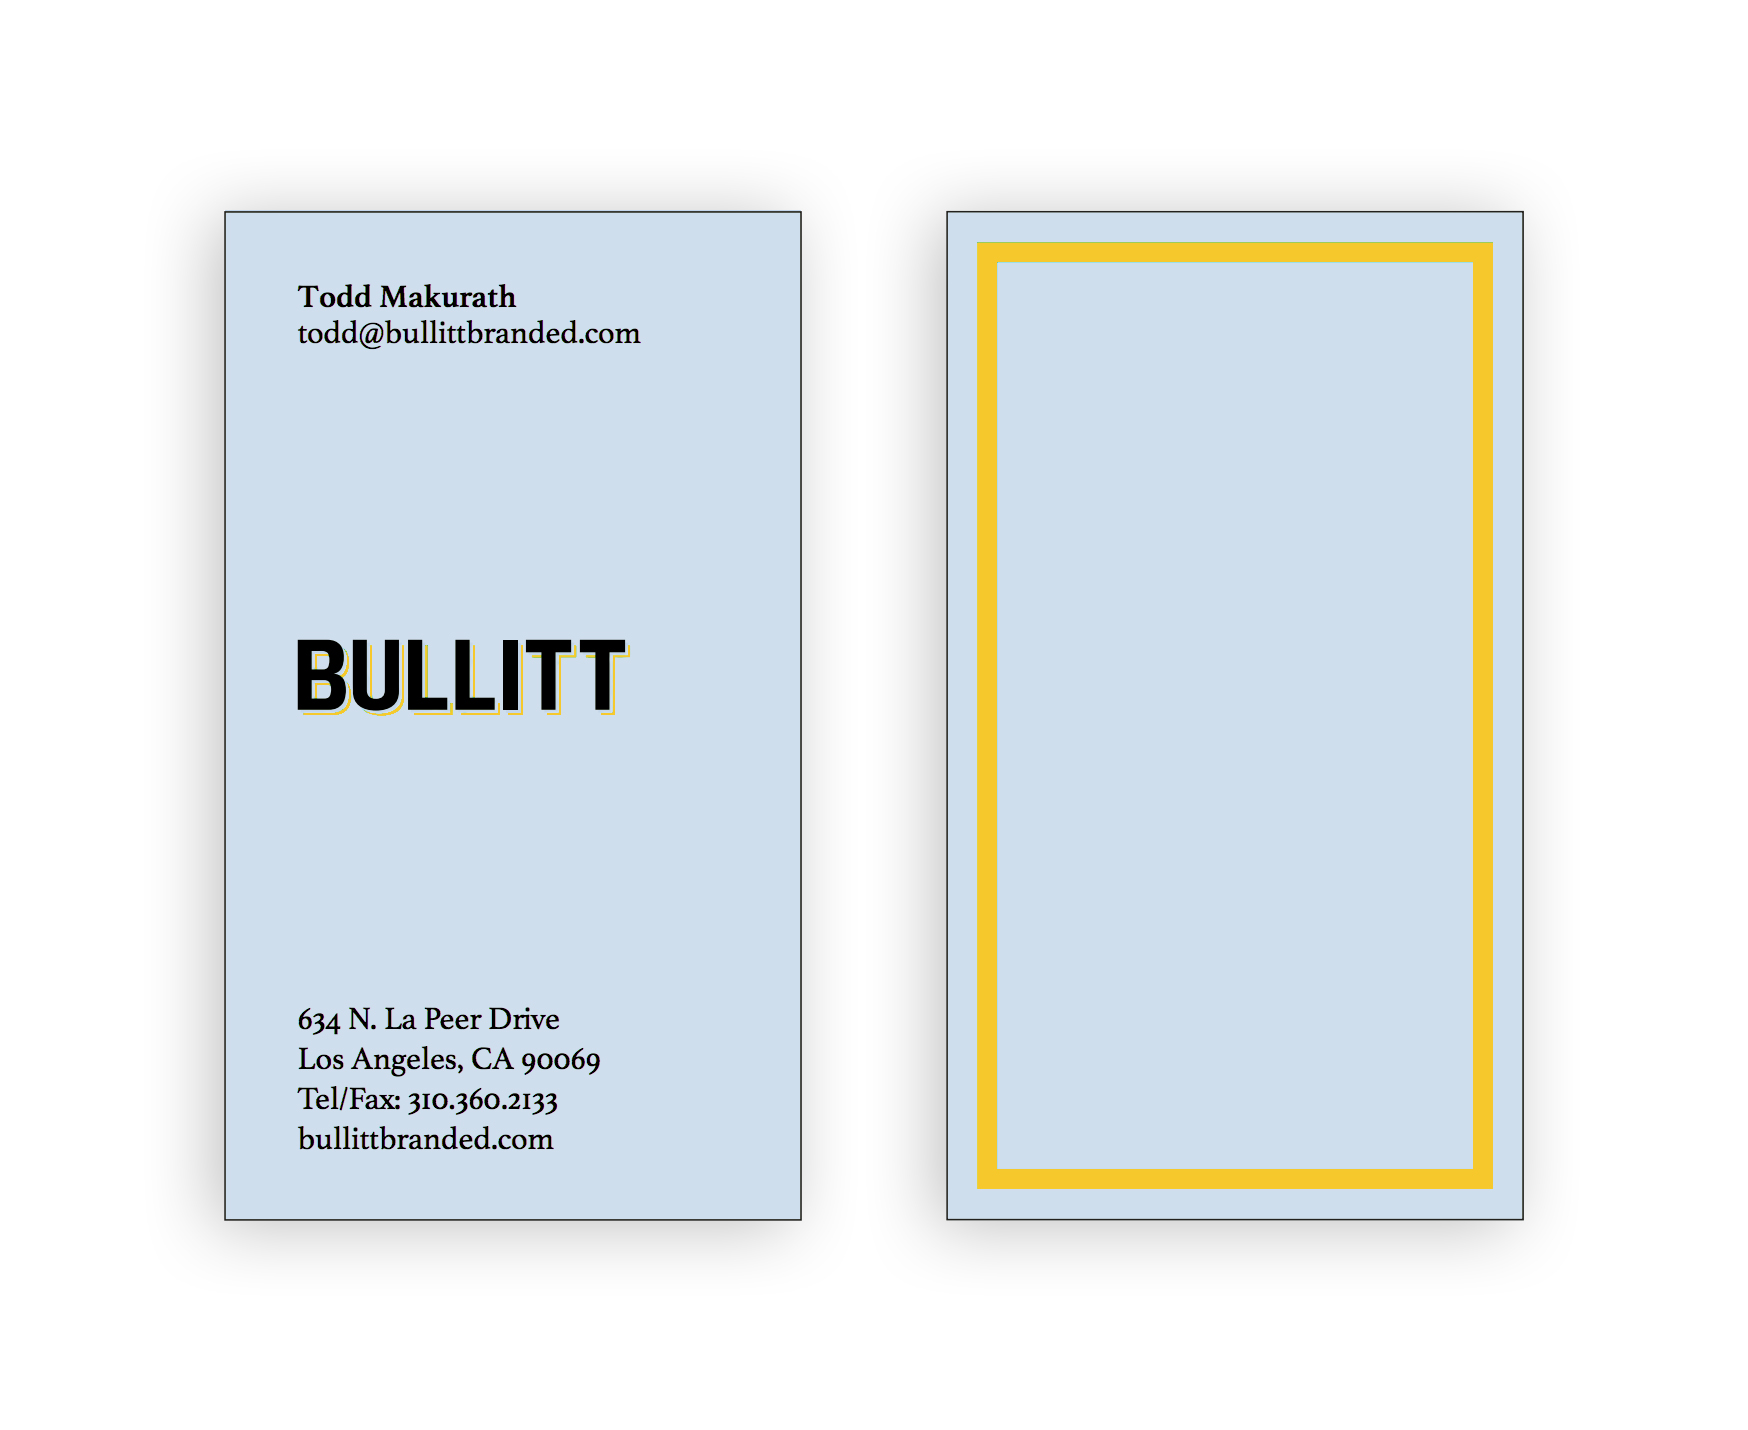 Todd Makurath
todd@bullittbranded.com
BULLITT
634 N. La Peer Drive
Los Angeles, CA 90069
Tel/Fax: 310.360.2133
bullittbranded.com